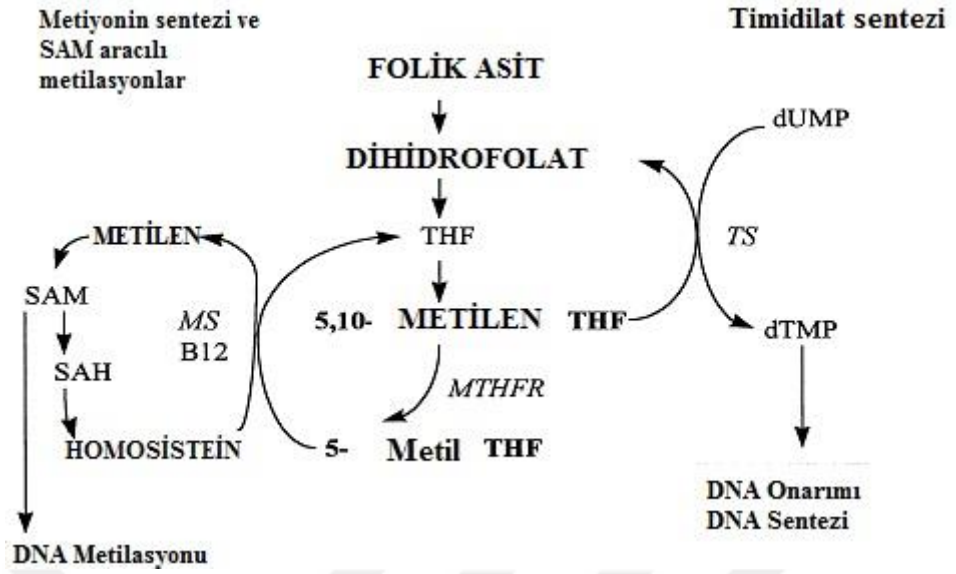 Metiyonin sentezi ve
SAM aracılı
metilasyonlar
Timidilat sentezi
FOLİK ASİT
dUMP
DİHİDROFOLAT
METİLEN
THF
TS
SAM
MS
B12
5,10- METİLEN THF
dTMP
SAH
MTHFR
HOMOSİSTEİN
5- Metil THF
DNA Onarımı
DNA Sentezi
DNA Metilasyonu